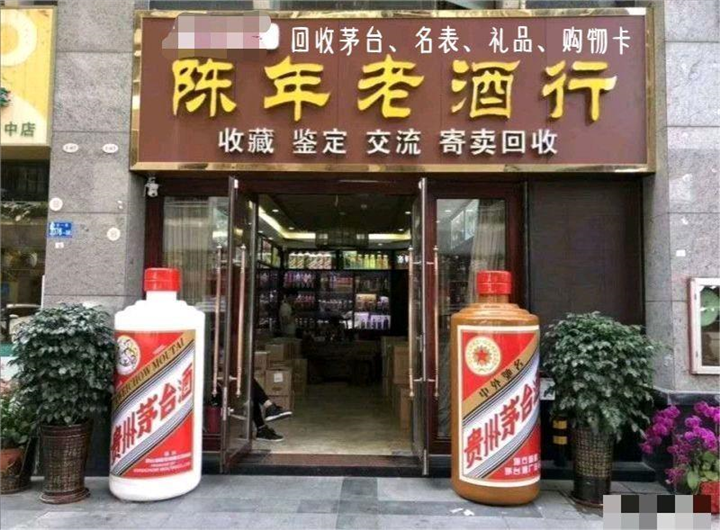 回收茅台、名表、礼品、购物卡
陈年老酒行
收藏 鉴定 交流 寄卖回收
中店
KWEICHOW MOUTAI
贵州茅台酒
中外驰名
贵州茅台酒